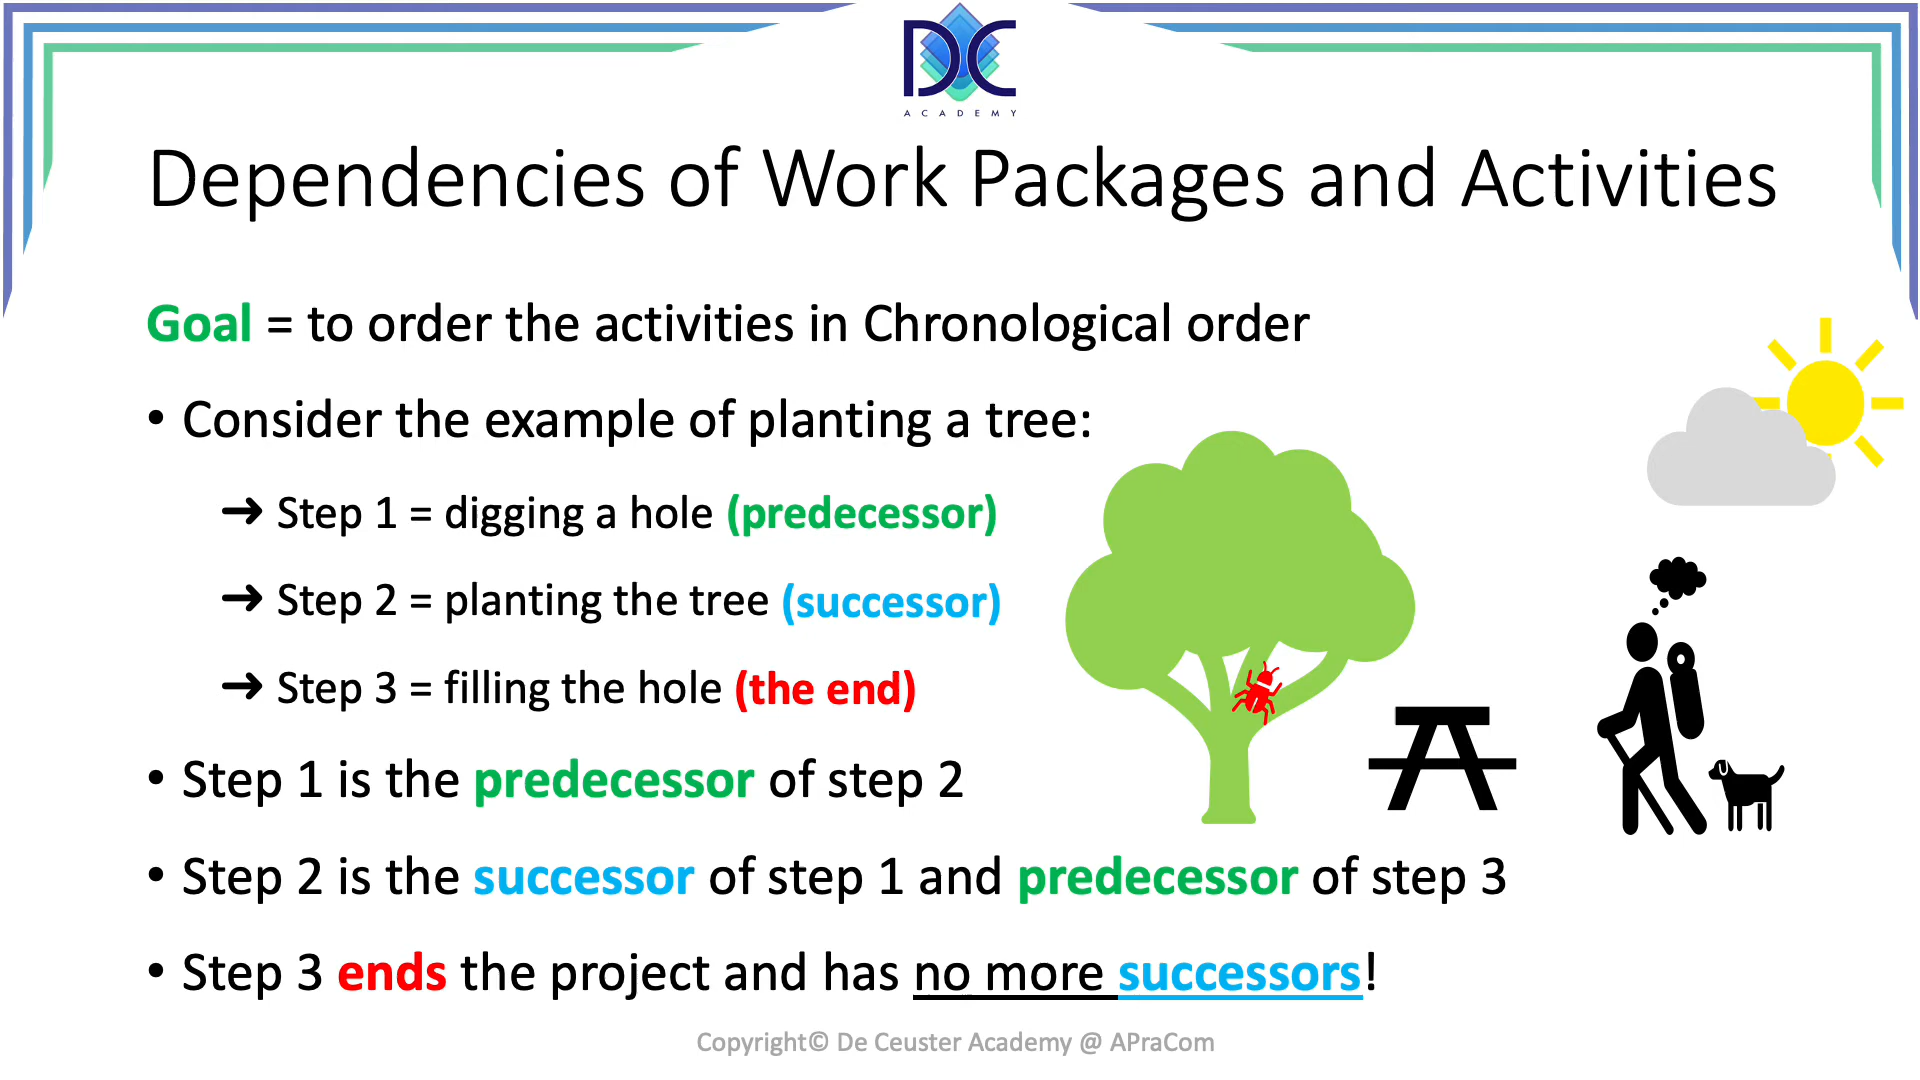 DC
ACADEMY
Dependencies of Work Packages and Activities
Goal = to order the activities in Chronological order
• Consider the example of planting a tree:
➜ Step 1 = digging a hole (predecessor)
➜ Step 2 = planting the tree (successor)
➜ Step 3 = filling the hole (the end)
• Step 1 is the predecessor of step 2
• Step 2 is the successor of step 1 and predecessor of step 3
• Step 3 ends the project and has no more successors!
Copyright© De Ceuster Academy @ APraCom